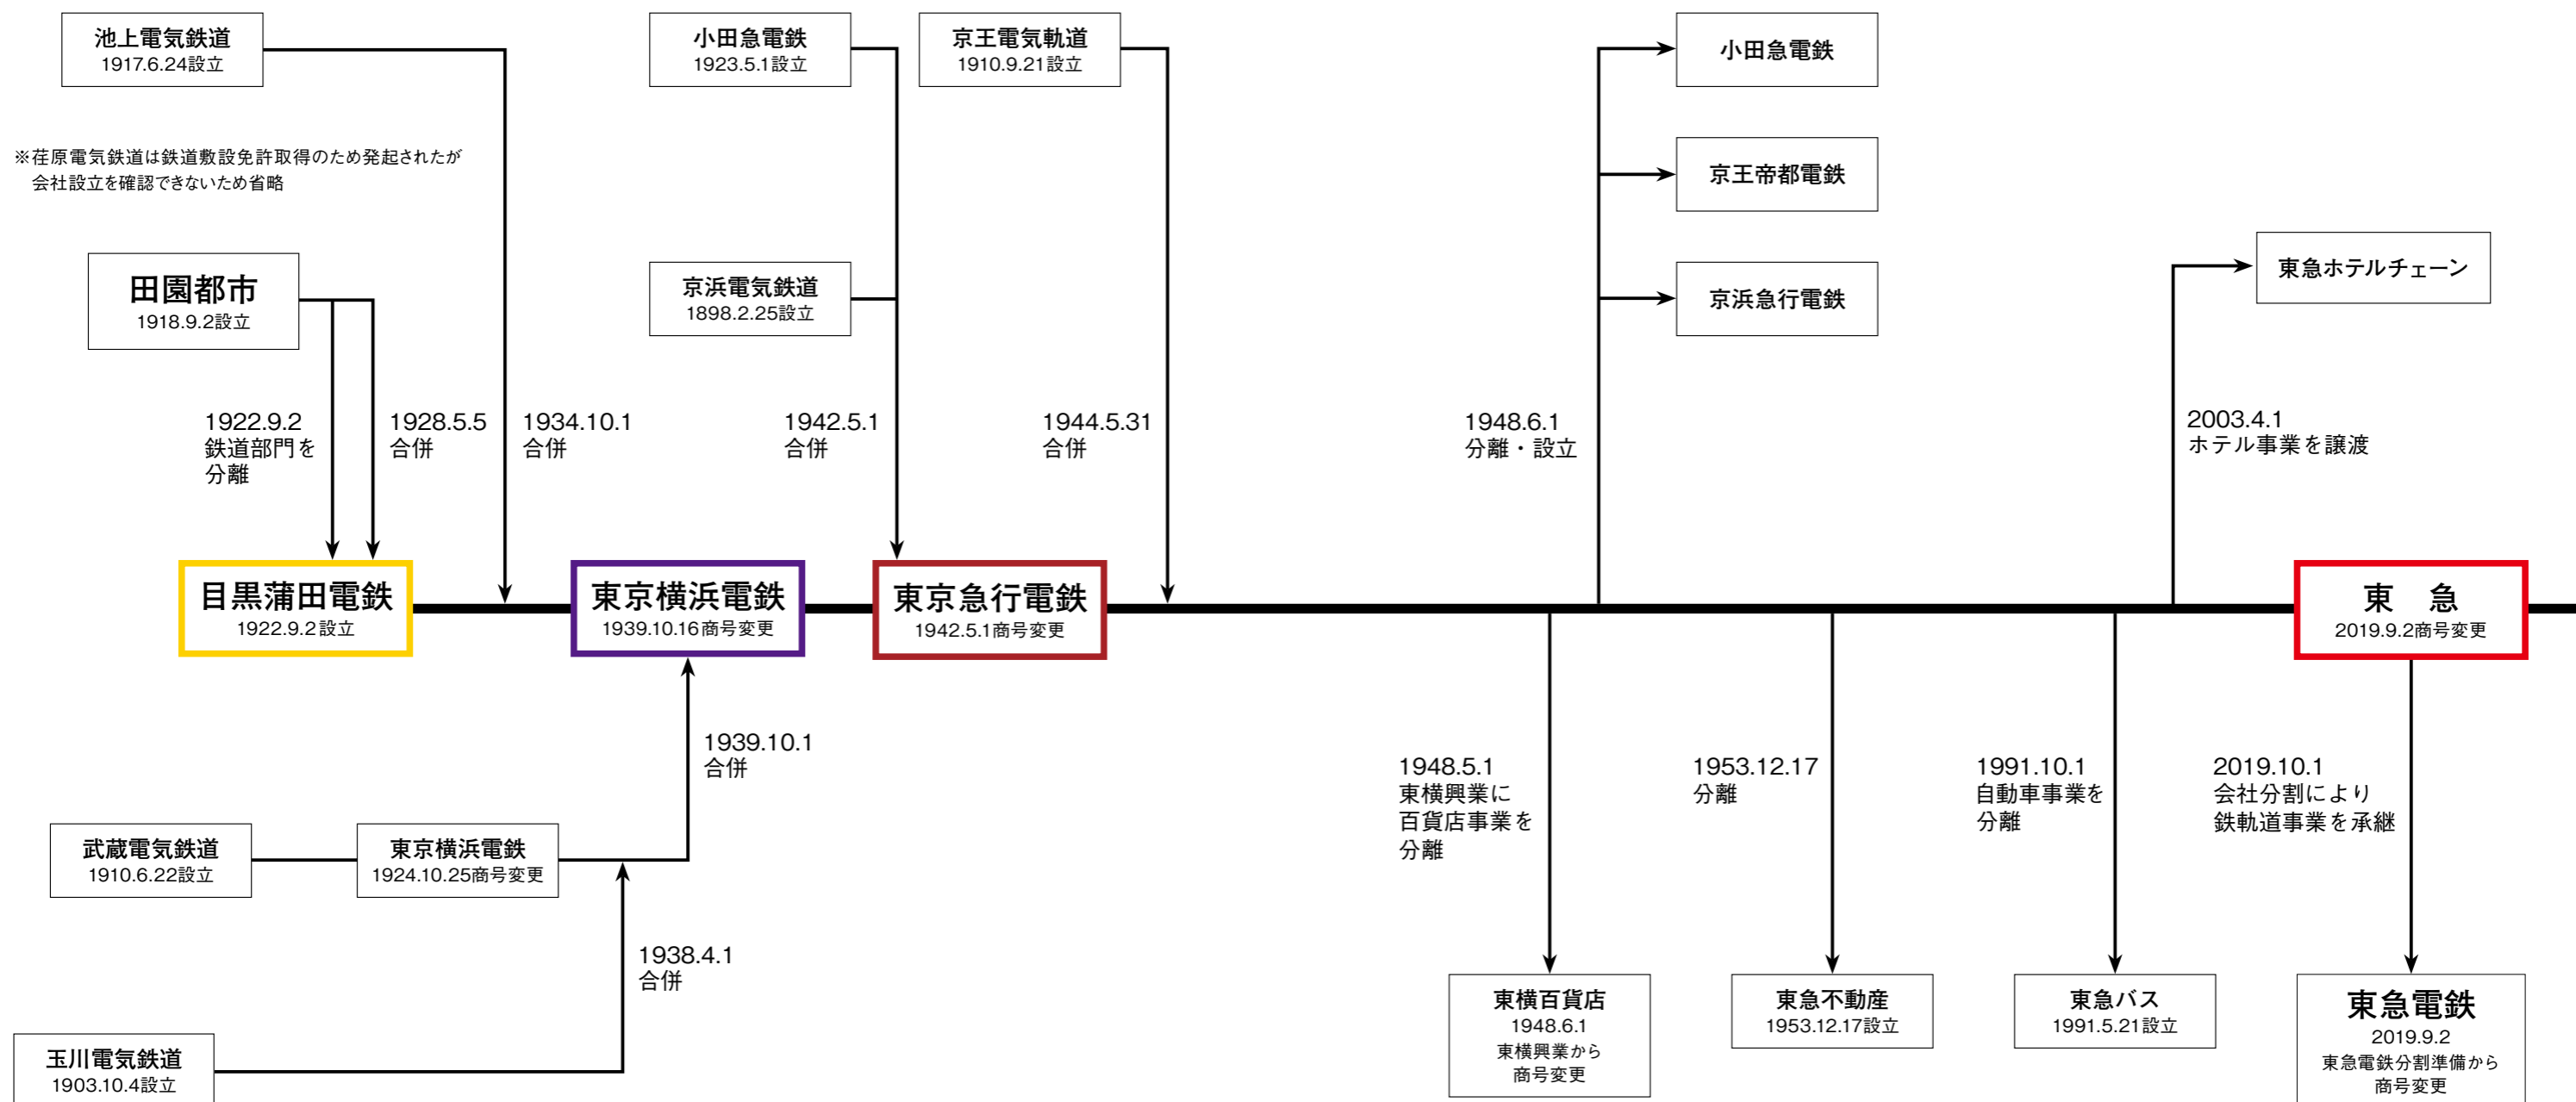 池上電気鉄道
1917.6.24設立
小田急電鉄
1923.5.1設立
京王電気軌道
1910.9.21設立
小田急電鉄
※荏原電気鉄道は鉄道敷設免許取得のため発起されたが
会社設立を確認できないため省略
京王帝都電鉄
田園都市
1918.9.2設立
京浜電気鉄道
1898.2.25設立
京浜急行電鉄
東急ホテルチェーン
1922.9.2
鉄道部門を
分離
1928.5.5
合併
1934.10.1
合併
1942.5.1
合併
1944.5.31
合併
1948.6.1
分離・設立
2003.4.1
ホテル事業を譲渡
目黒蒲田電鉄
1922.9.2設立
東京横浜電鉄
1939.10.16商号変更
東京急行電鉄
1942.5.1商号変更
東 急
2019.9.2商号変更
1939.10.1
合併
1948.5.1
東横興業に
百貨店事業を
分離
1953.12.17
分離
1991.10.1
自動車事業を
分離
2019.10.1
会社分割により
鉄軌道事業を承継
武蔵電気鉄道
1910.6.22設立
東京横浜電鉄
1924.10.25商号変更
1938.4.1
合併
玉川電気鉄道
1903.10.4設立
東横百貨店
1948.6.1
東横興業から
商号変更
東急不動産
1953.12.17設立
東急バス
1991.5.21設立
東急電鉄
2019.9.2
東急電鉄分割準備から
商号変更